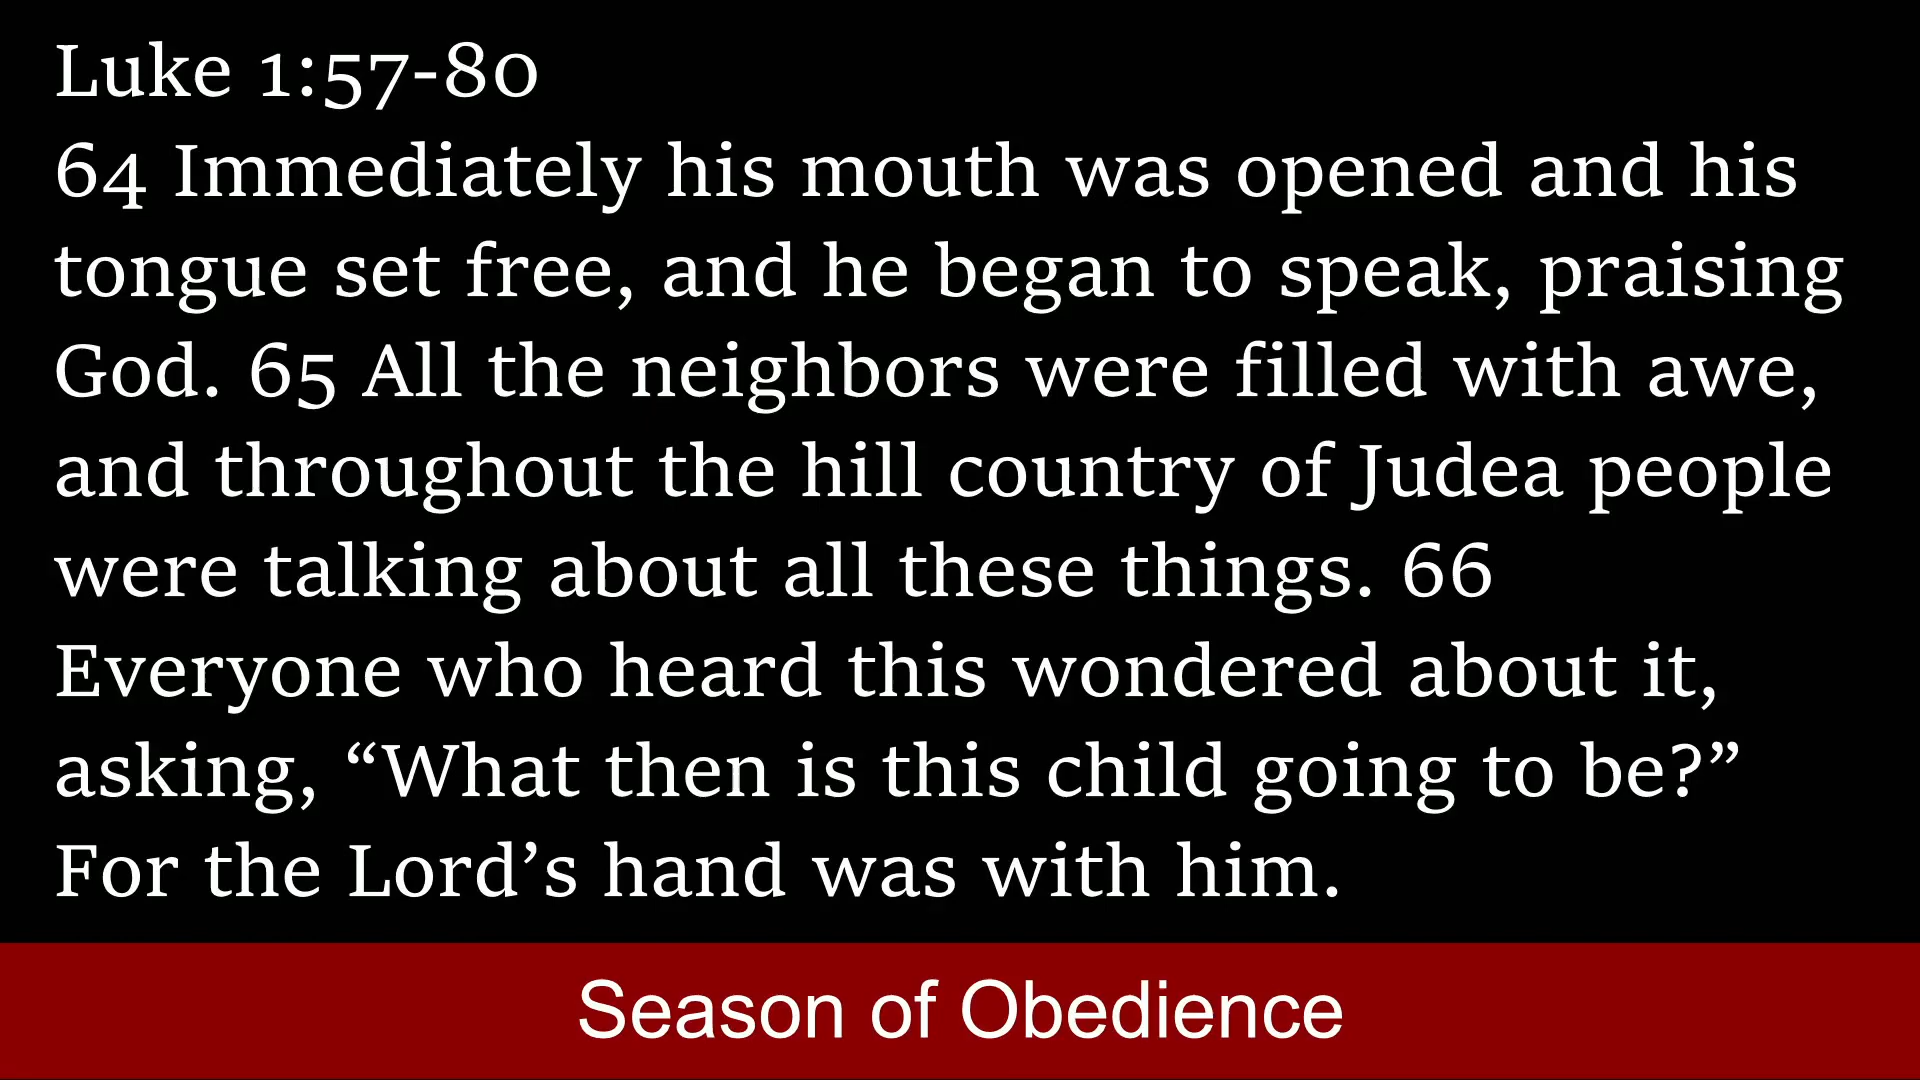 Luke 1:57-80
64 Immediately his mouth was opened and his
tongue set free, and he began to speak, praising
God. 65 All the neighbors were filled with awe,
and throughout the hill country of Judea people
were talking about all these things. 66
Everyone who heard this wondered about it,
asking, “What then is this child going to be?”
For the Lord’s hand was with him.
Season of Obedience